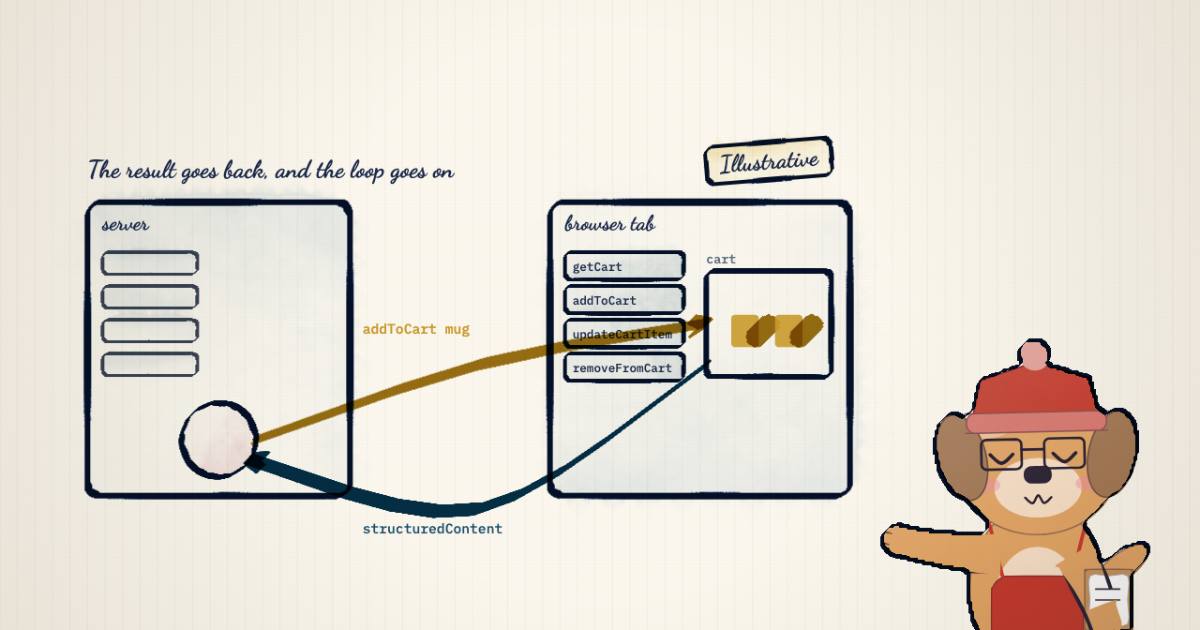 Illustrative
The result goes back, and the loop goes on
server
browser tab
getCart
cart
addToCart
addToCart mug
updateCartItem
removeFromCart
structuredContent